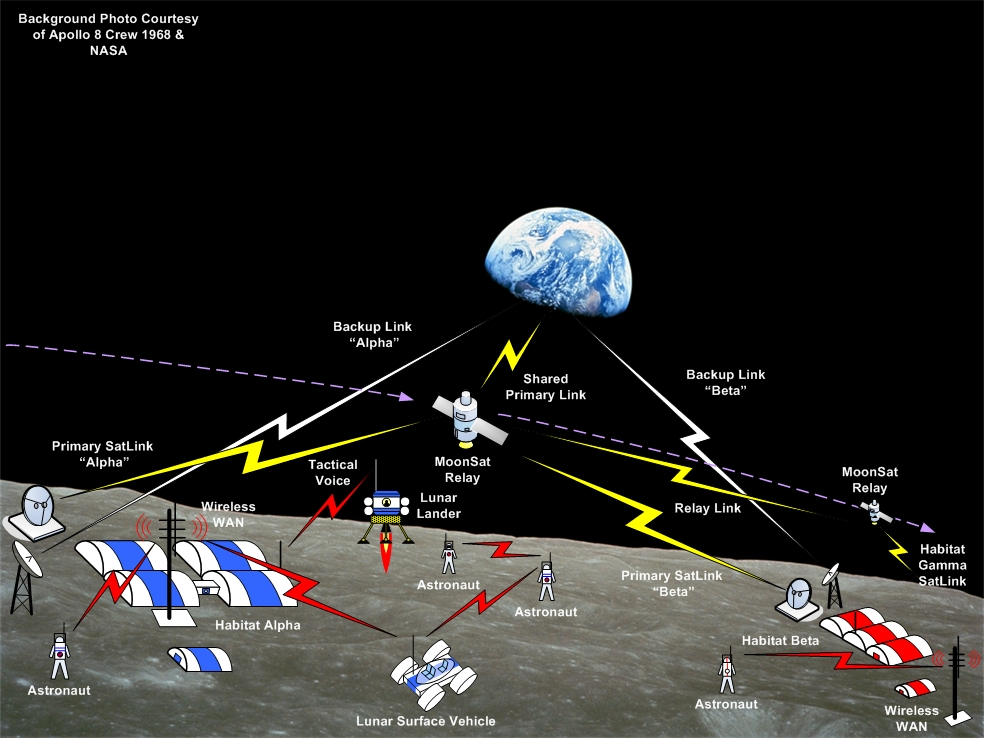 Background Photo Courtesy
of Apollo 8 Crew 1968 &
NASA
Backup Link
“Alpha”
Shared
Primary Link
Backup Link
“Beta”
Primary SatLink
“Alpha”
Tactical
Voice
MoonSat
Relay
Lunar
Lander
MoonSat
Relay
Wireless
WAN
Relay Link
Habitat
Gamma
SatLink
Astronaut
Primary SatLink
“Beta”
Astronaut
Habitat Alpha
Habitat Beta
Astronaut
Astronaut
Lunar Surface Vehicle
Wireless
WAN